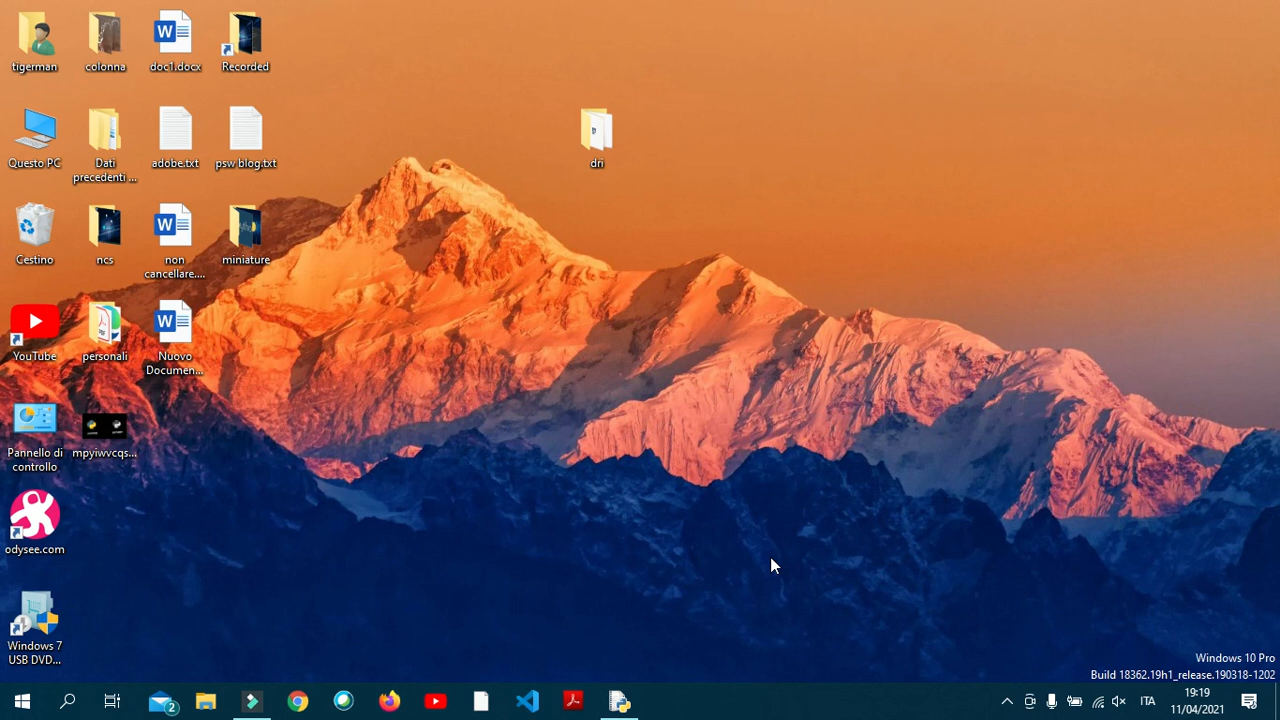 tigerman
colonna
doc1.docx
Recorded
Questo PC
Dati
precedenti ...
adobe.txt
psw blog.txt
dri
Cestino
ncs
non
cancellare....
miniature
YouTube
personali
Nuovo
Documen...
Pannello di
controllo
mpyiwvcqs...
odysee.com
Windows 7
USB DVD...
Windows 10 Pro
Build 18362.19h1_release.190318-1202
2
ITA
19:19
11/04/2021